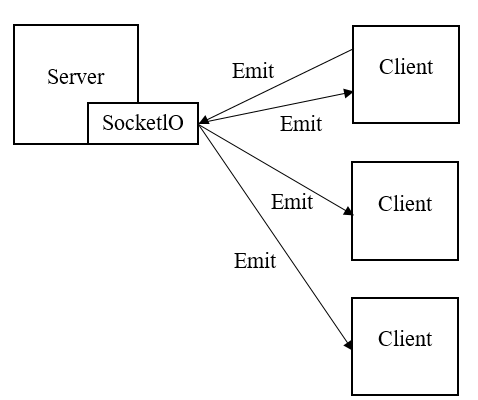 Server
SocketIO
Emit
Client
Emit
Emit
Client
Emit
Client